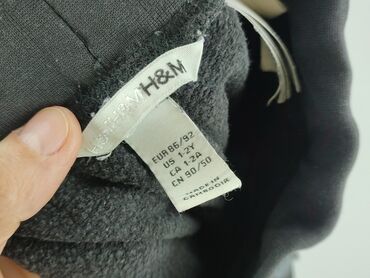 H&M
EUR 86/92
US 1-2Y
CA 1-2A
CN 90/50
MADE IN
CAMBODIA